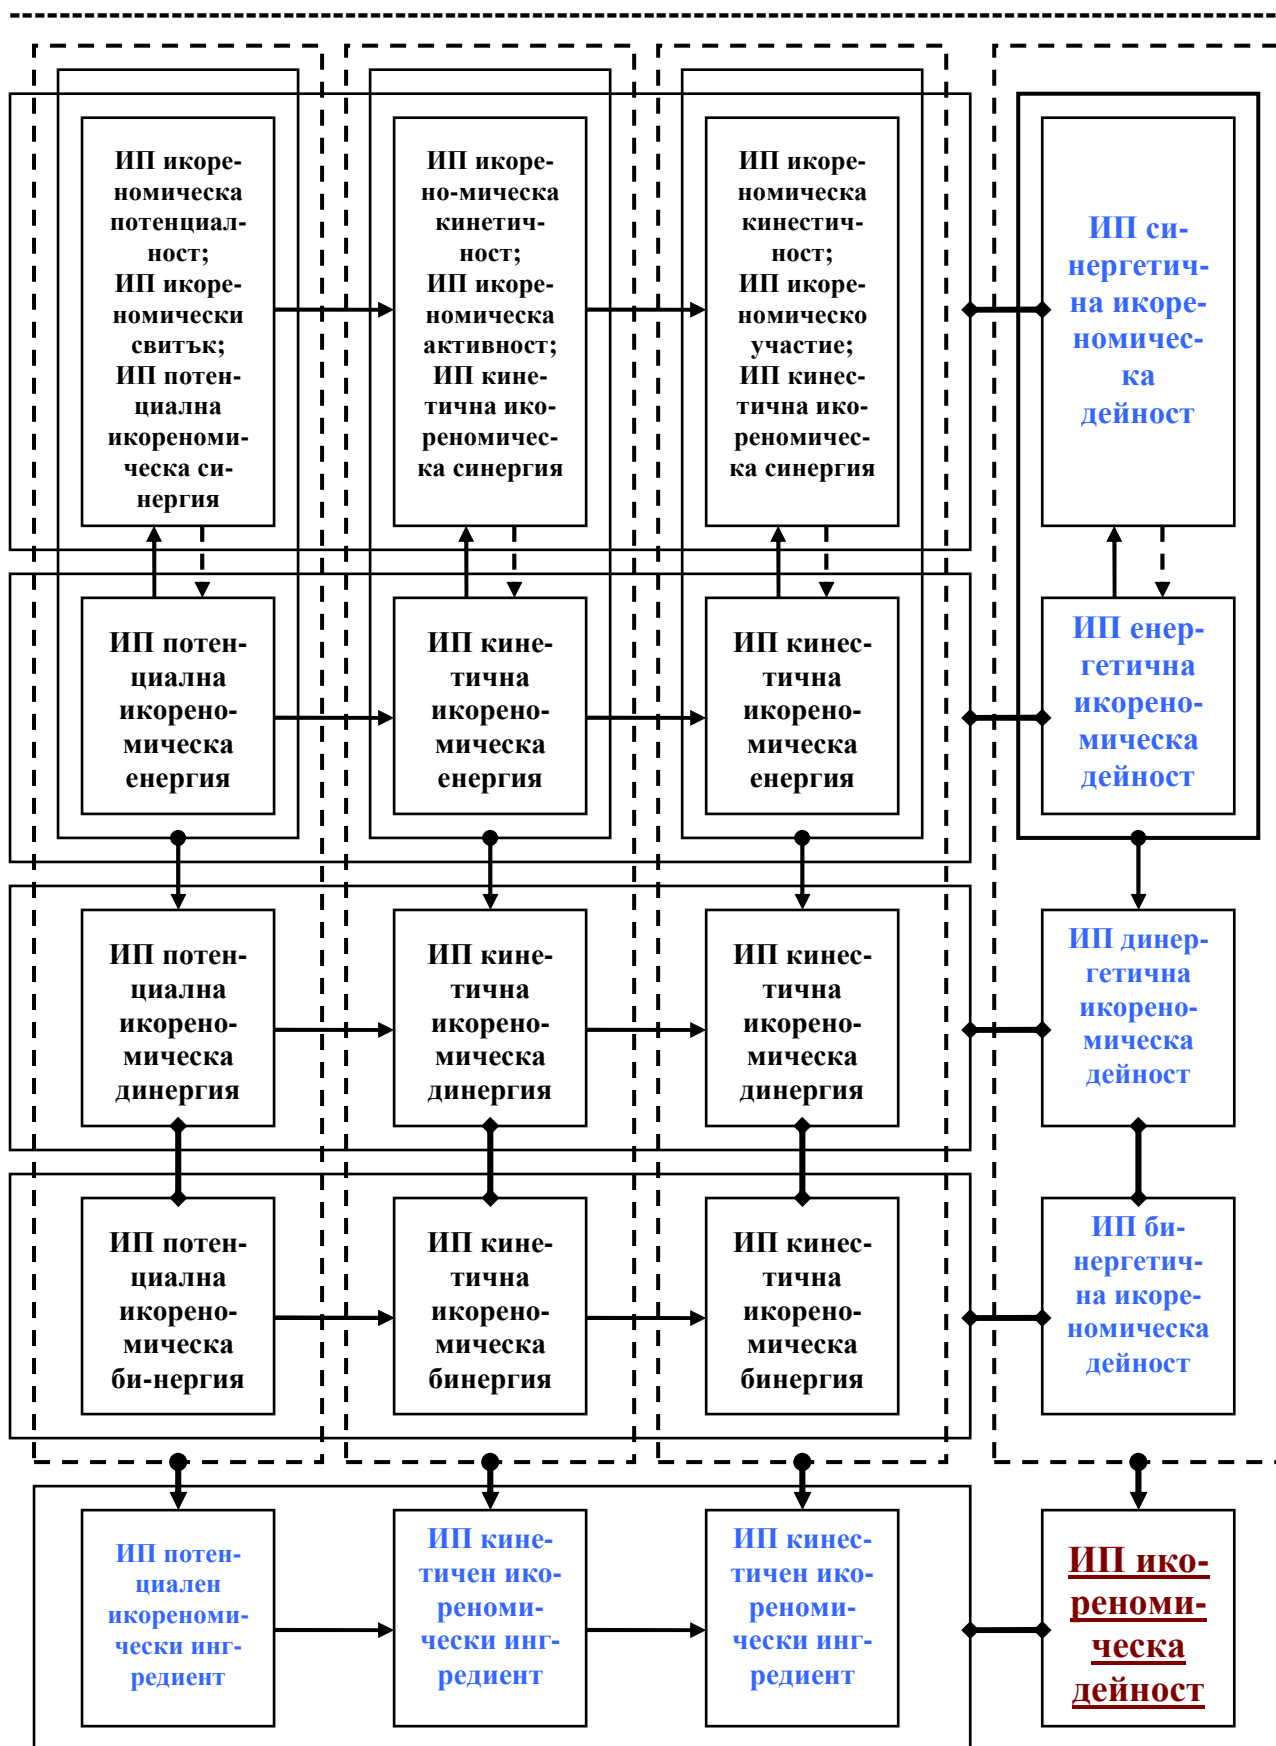 ИП икоре-
номическа
потенциал-
ност;
ИП икоре-
номически
свитък;
ИП потен-
циална
икореноми-
ческа си-
нергия
ИП икоре-
но-мическа
кинетич-
ност;
ИП икоре-
номическа
активност;
ИП кине-
тична ико-
реномичес-
ка синергия
ИП икоре-
номическа
кинестич-
ност;
ИП икоре-
номическо
участие;
ИП кинес-
тична ико-
реномичес-
ка синергия
ИП си-
нергетич-
на икоре-
номичес-
ка
дейност
ИП потен-
циална
икорено-
мическа
енергия
ИП кине-
тична
икорено-
мическа
енергия
ИП кинес-
тична
икорено-
мическа
енергия
ИП енер-
гетична
икорено-
мическа
дейност
ИП потен-
циална
икорено-
мическа
динергия
ИП кине-
тична
икорено-
мическа
динергия
ИП кинес-
тична
икорено-
мическа
динергия
ИП динер-
гетична
икорено-
мическа
дейност
ИП потен-
циална
икорено-
мическа
би-нергия
ИП кине-
тична
икорено-
мическа
бинергия
ИП кинес-
тична
икорено-
мическа
бинергия
ИП би-
нергетич-
на икоре-
номическа
дейност
ИП потен-
циален
икореноми-
чески инг-
редиент
ИП кине-
тичен ико-
реноми-
чески инг-
редиент
ИП кинес-
тичен ико-
реноми-
чески инг-
редиент
ИП ико-
реноми-
ческа
дейност